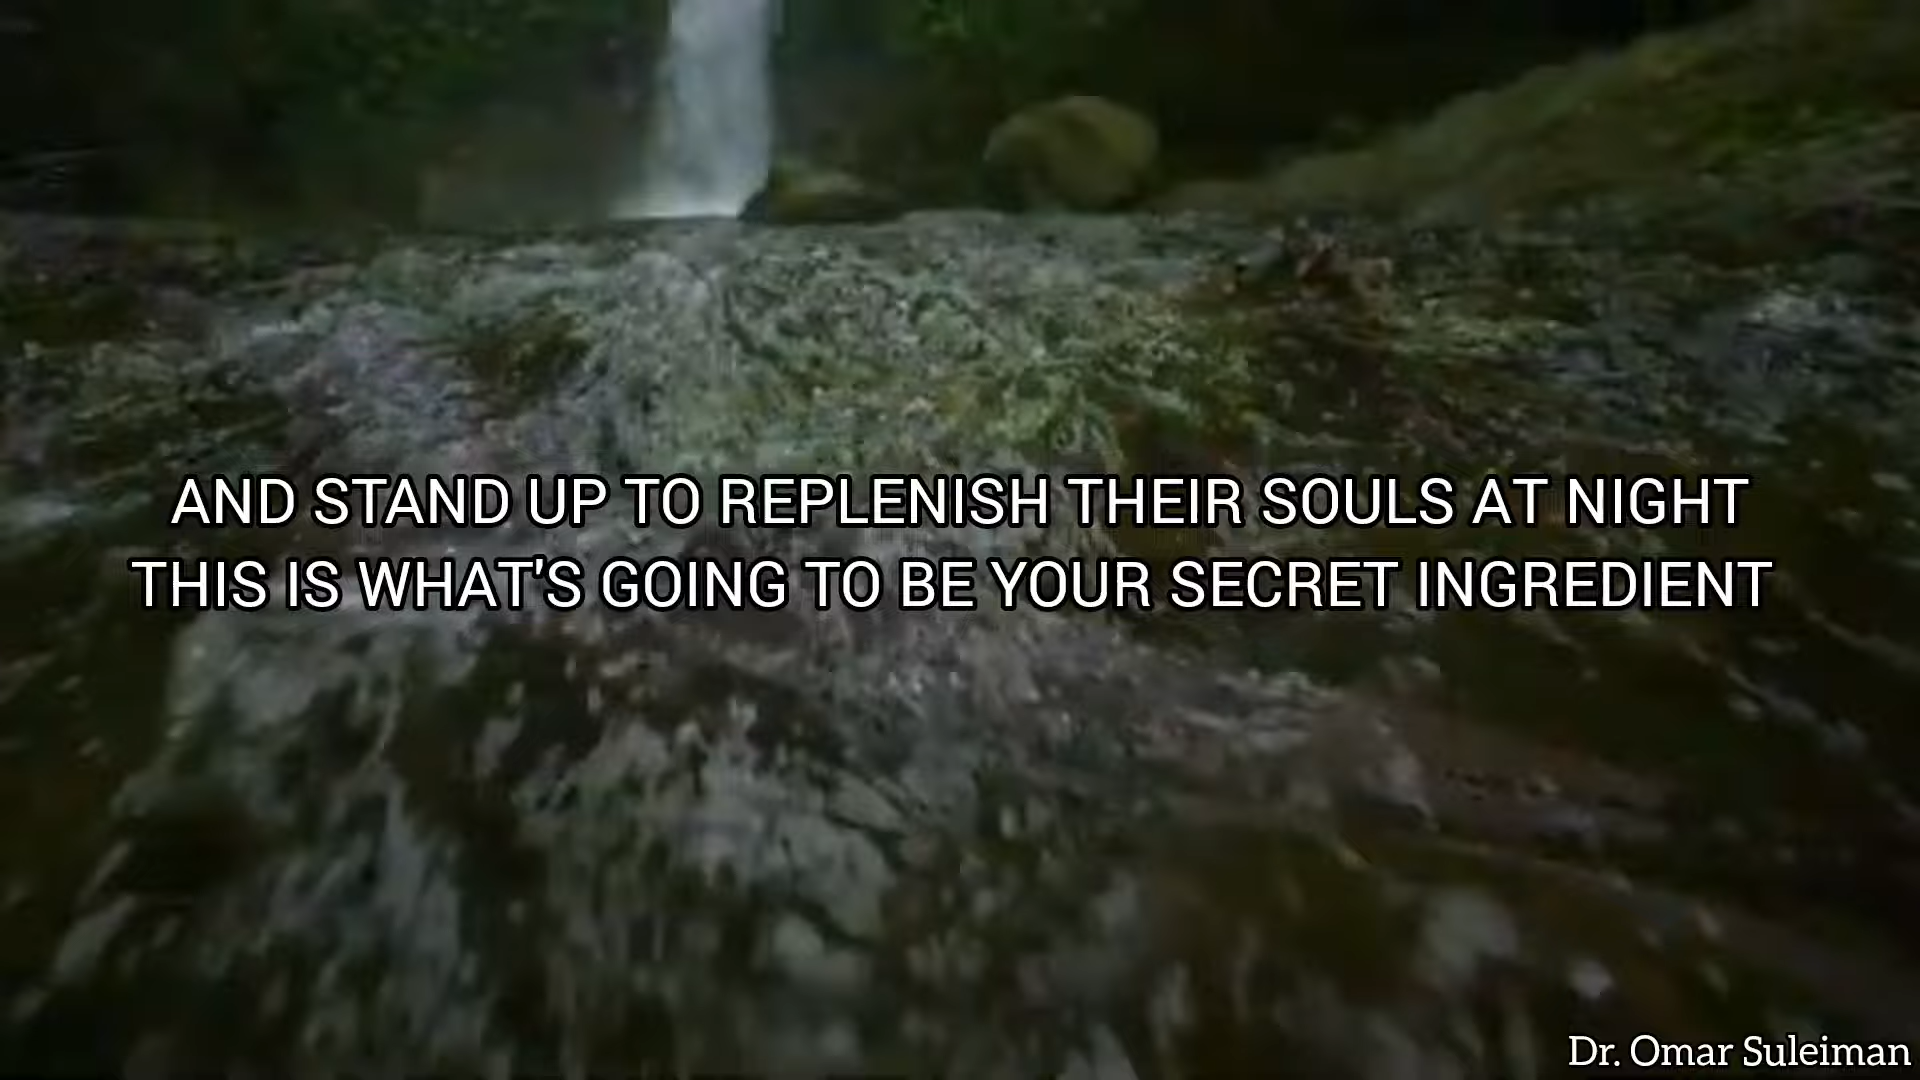 AND STAND UP TO REPLENISH THEIR SOULS AT NIGHT
THIS IS WHAT'S GOING TO BE YOUR SECRET INGREDIENT
Dr. Omar Suleiman